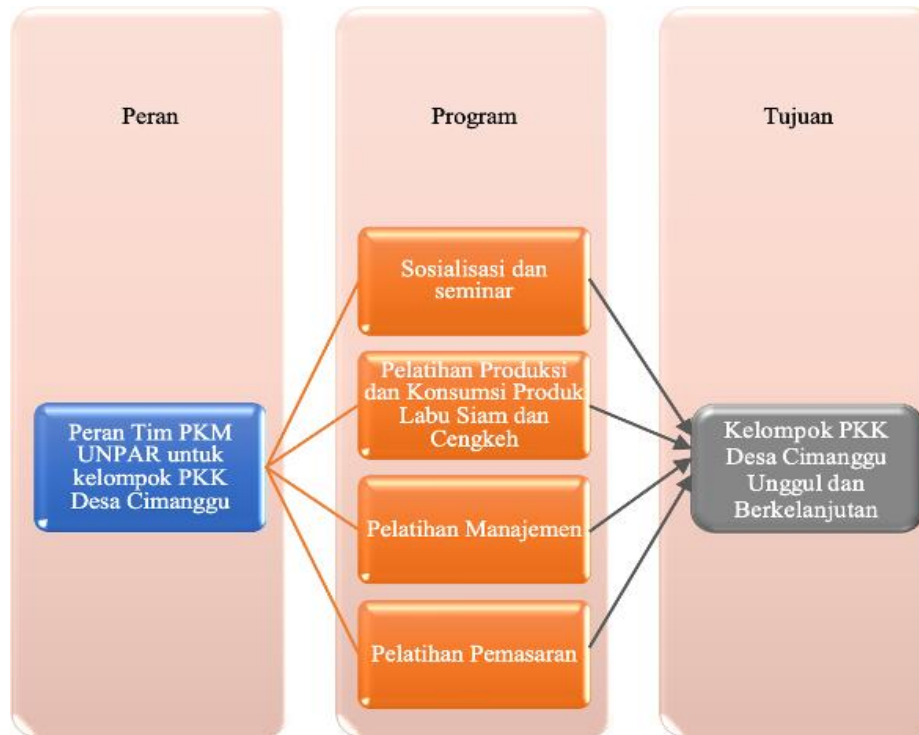 Peran
Program
Tujuan
Peran Tim PKM
UNPAR untuk
kelompok PKK
Desa Cimanggu
Sosialisasi dan
seminar
Pelatihan Produksi
dan Konsumsi Produk
Labu Siam dan
Cengkeh
Pelatihan Manajemen
Pelatihan Pemasaran
Kelompok PKK
Desa Cimanggu
Unggul dan
Berkelanjutan